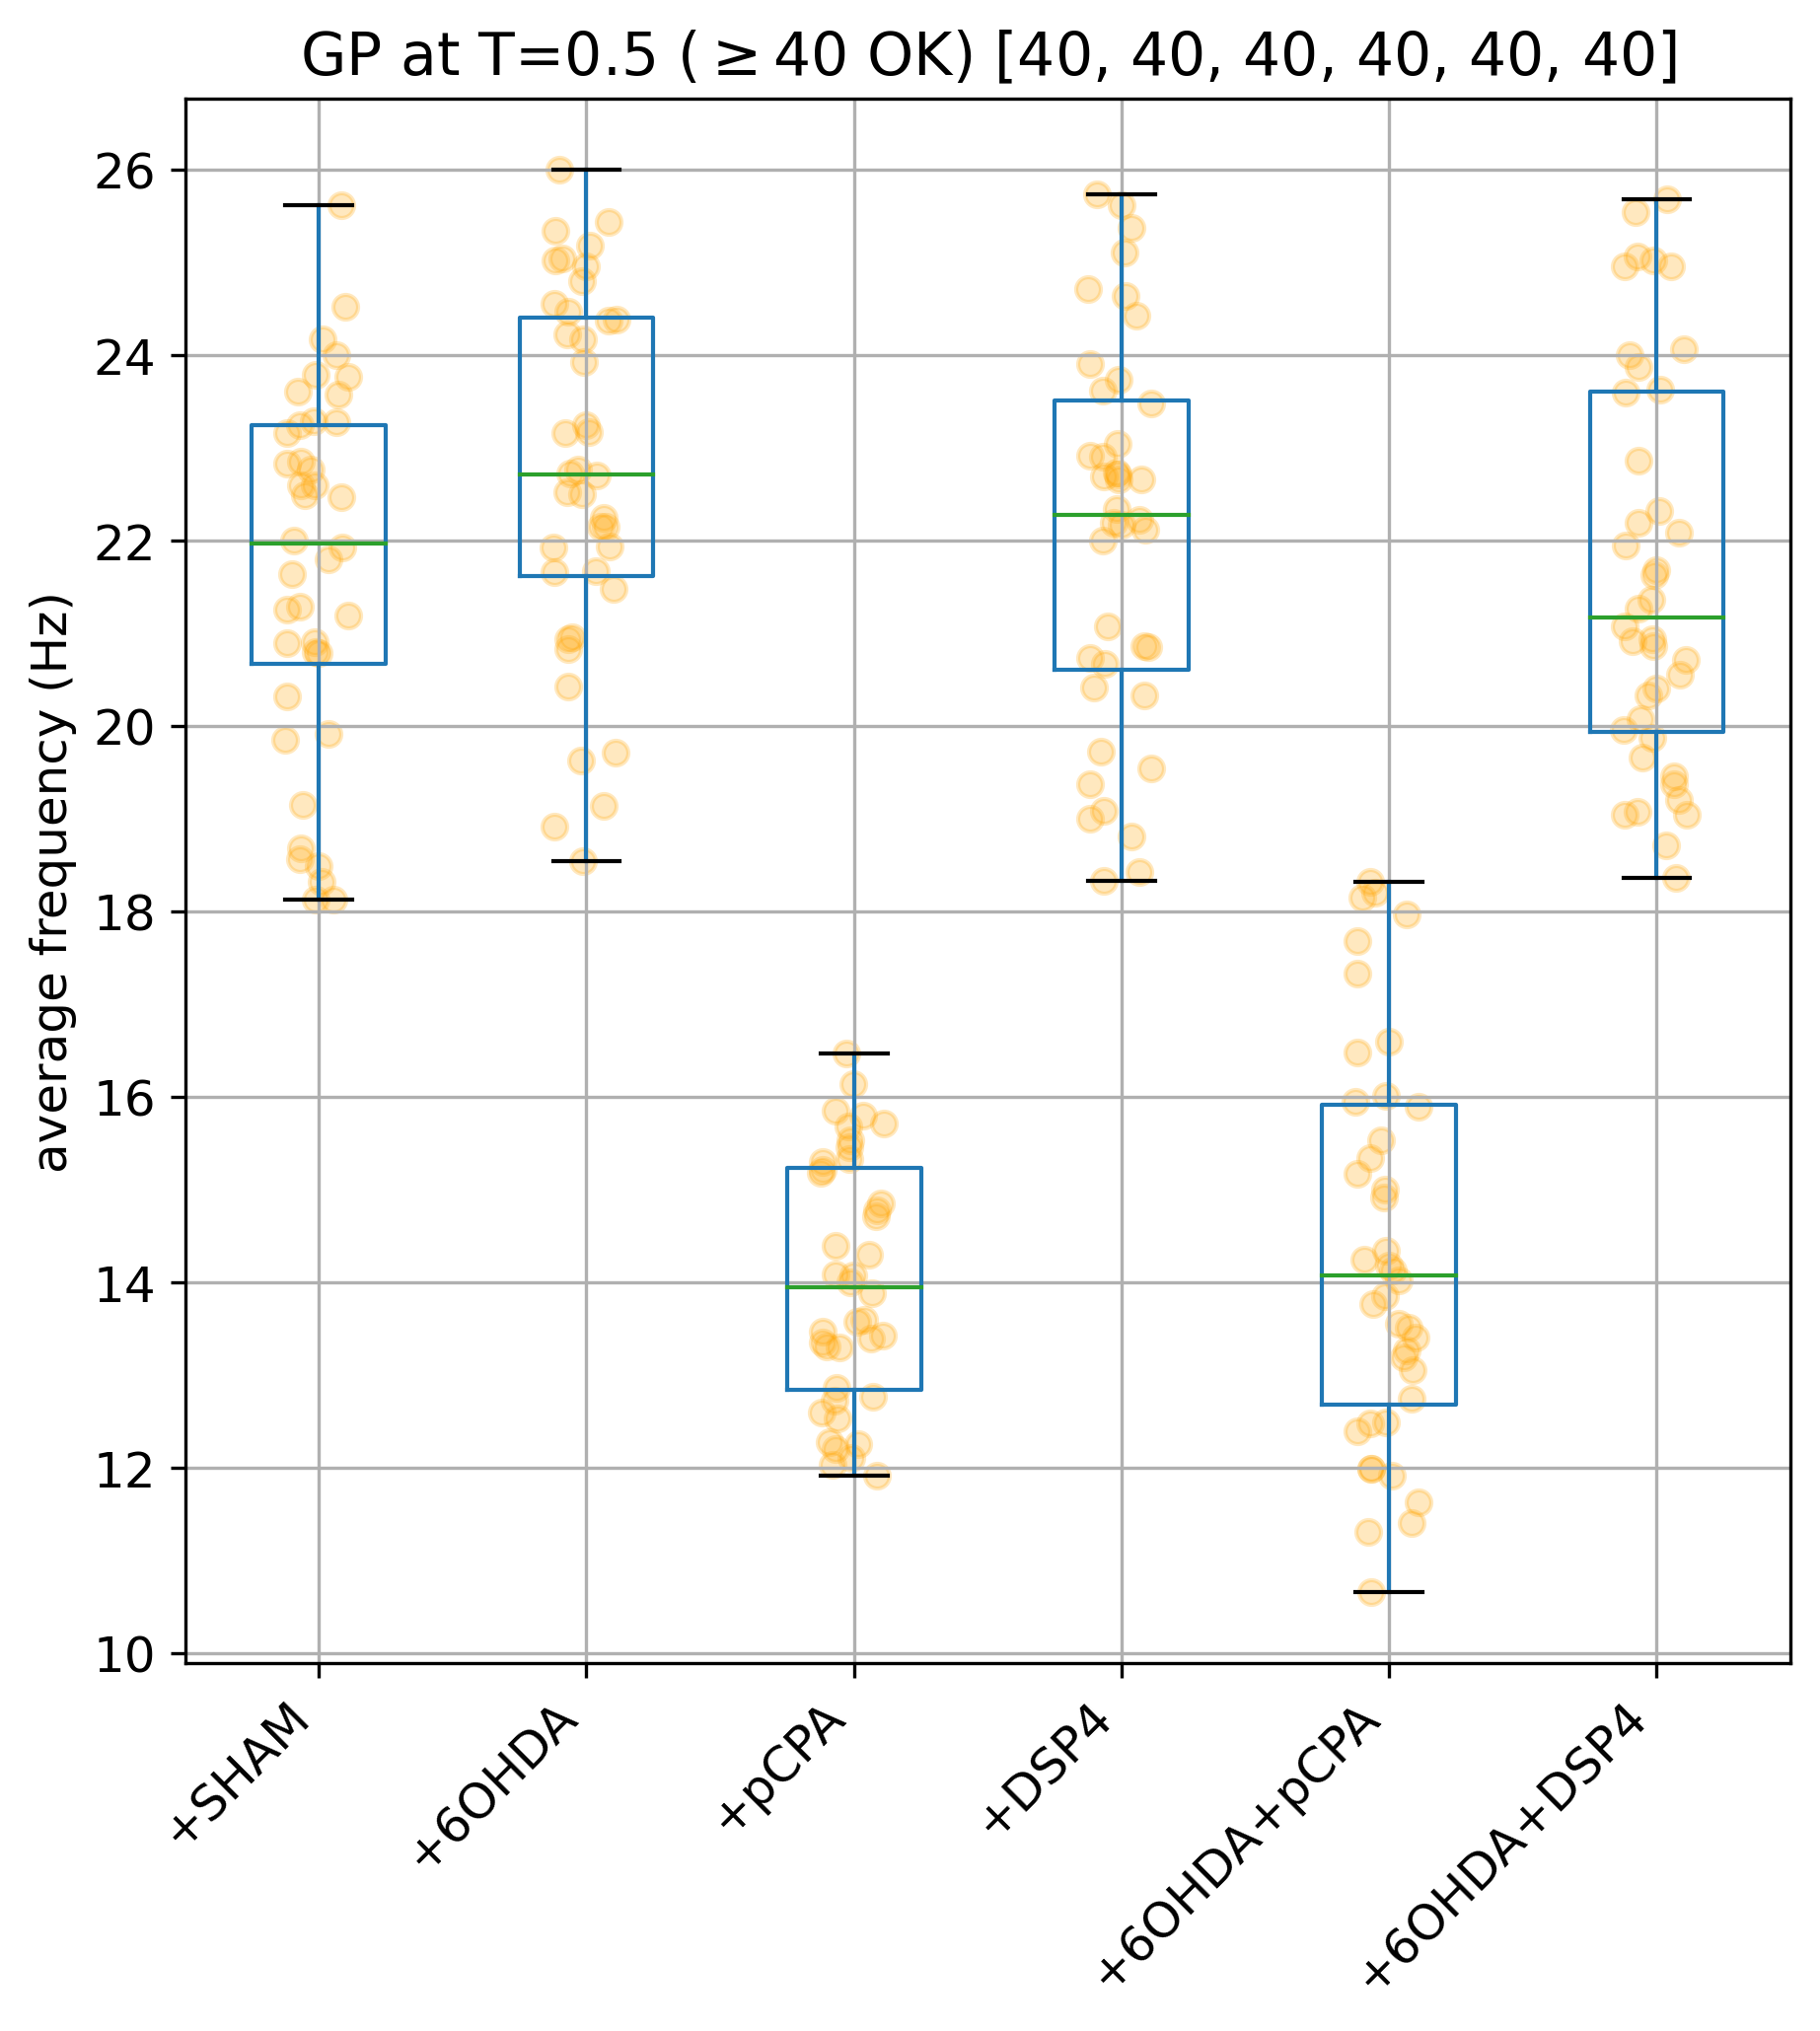 GP at T=0.5 (≥40 OK) [40, 40, 40, 40, 40, 40]
average frequency (Hz)
26
24
22
20
18
16
14
12
10
+SHAM
+6OHDA
+pCPA
+DSP4
+6OHDA+pCPA
+6OHDA+DSP4